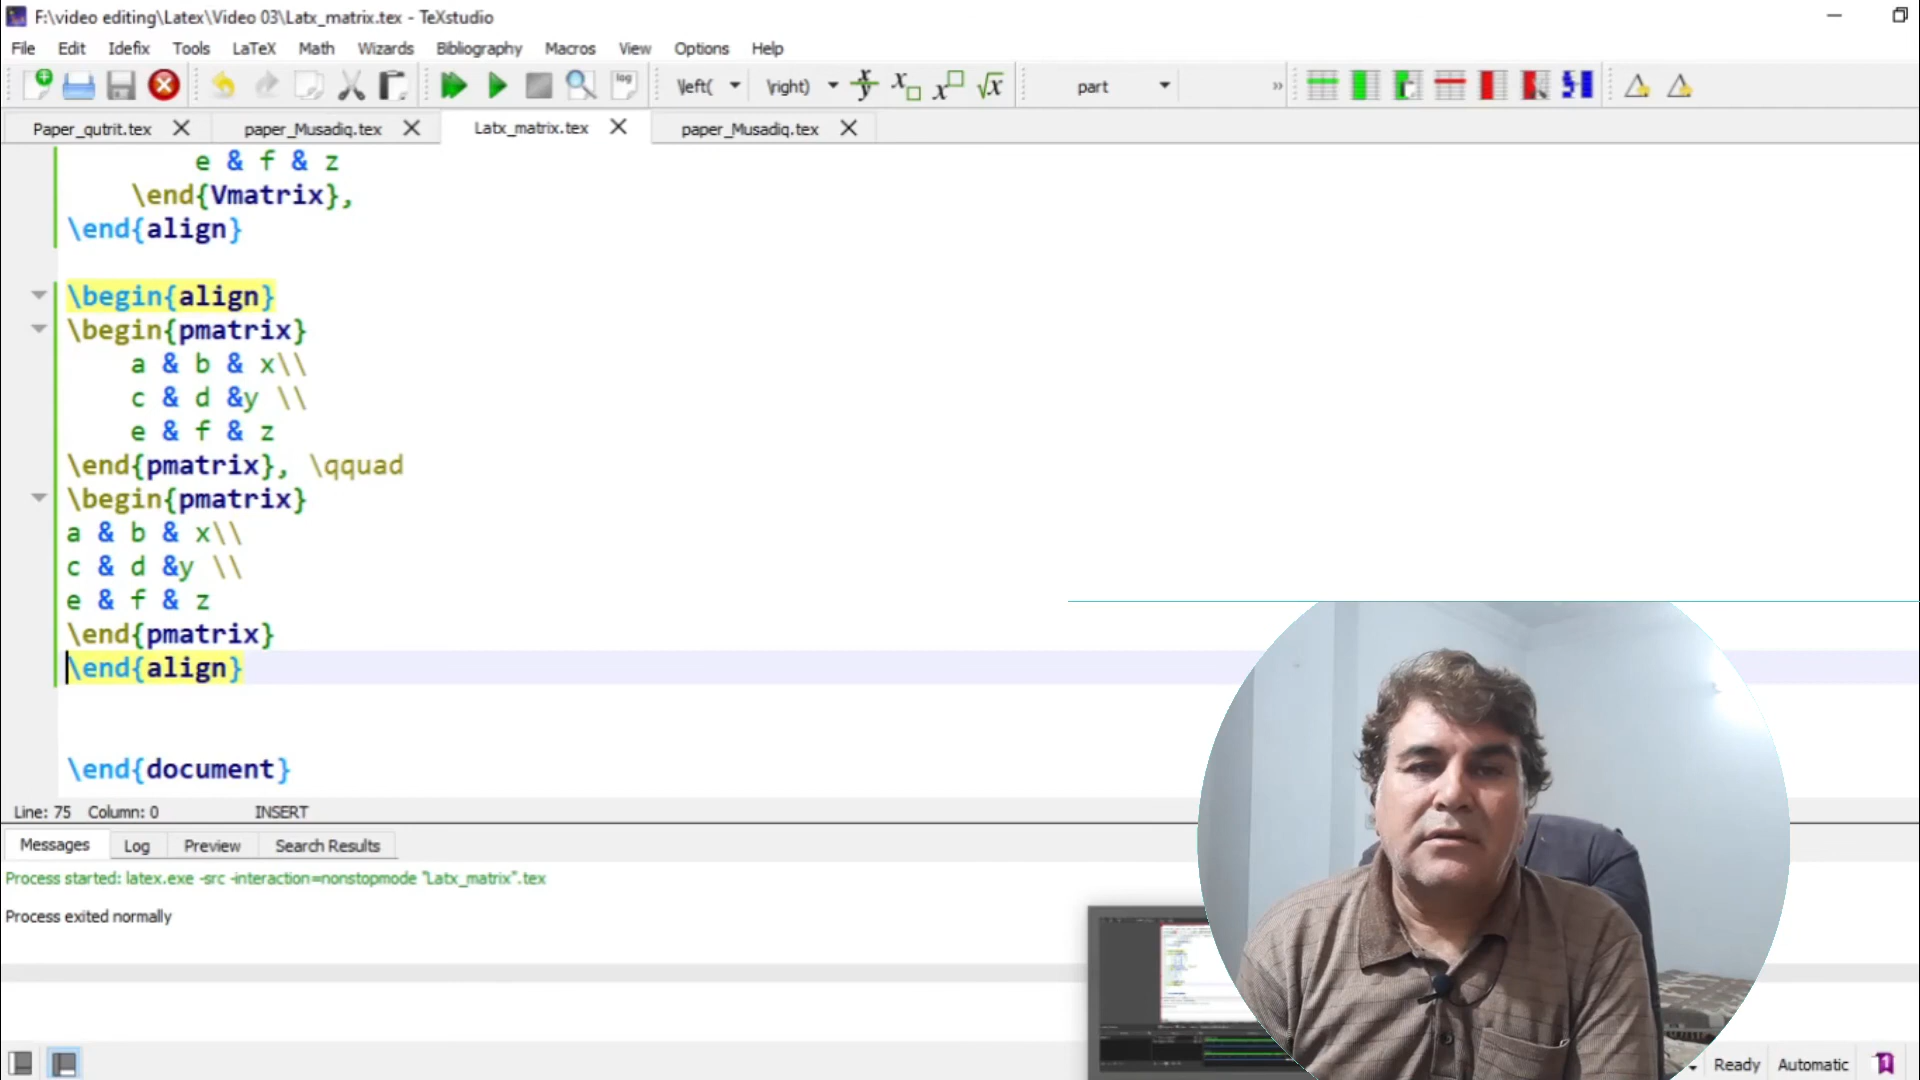 F:\video editing\Latex\Video 03\Latx_matrix.tex - TeXstudio
File Edit Idefix Tools LaTeX Math Wizards Bibliography Macros View Options Help
log \left( \right) part »
Paper_qutrit.tex paper_Musadiq.tex Latx_matrix.tex paper_Musadiq.tex
e & f & z
\end{Vmatrix},
\end{align}
\begin{align}
\begin{pmatrix}
a & b & x\\
c & d &y \\
e & f & z
\end{pmatrix}, \qquad
\begin{pmatrix}
a & b & x\\
c & d &y \\
e & f & z
\end{pmatrix}
\end{align}
\end{document}
Line: 75 Column: 0 INSERT
Messages Log Preview Search Results
Process started: latex.exe -src -interaction=nonstopmode "Latx_matrix".tex
Process exited normally
Ready Automatic 1